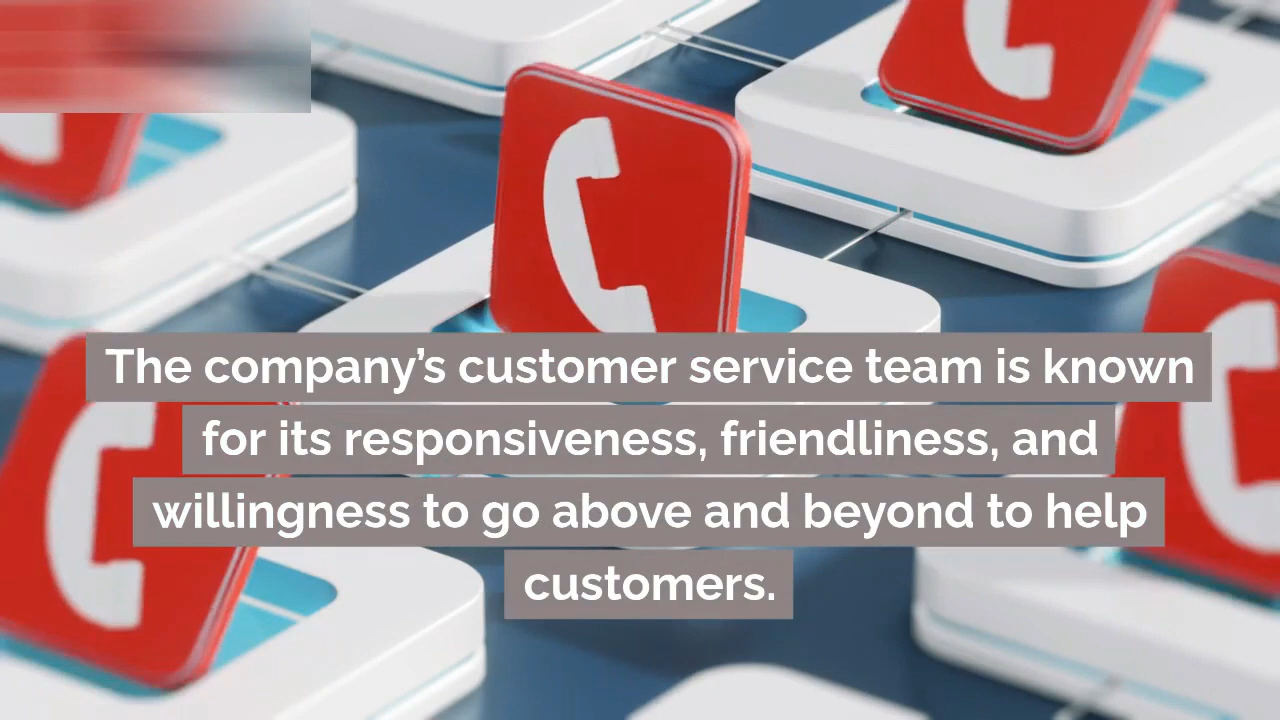 The company’s customer service team is known
for its responsiveness, friendliness, and
willingness to go above and beyond to help
customers.